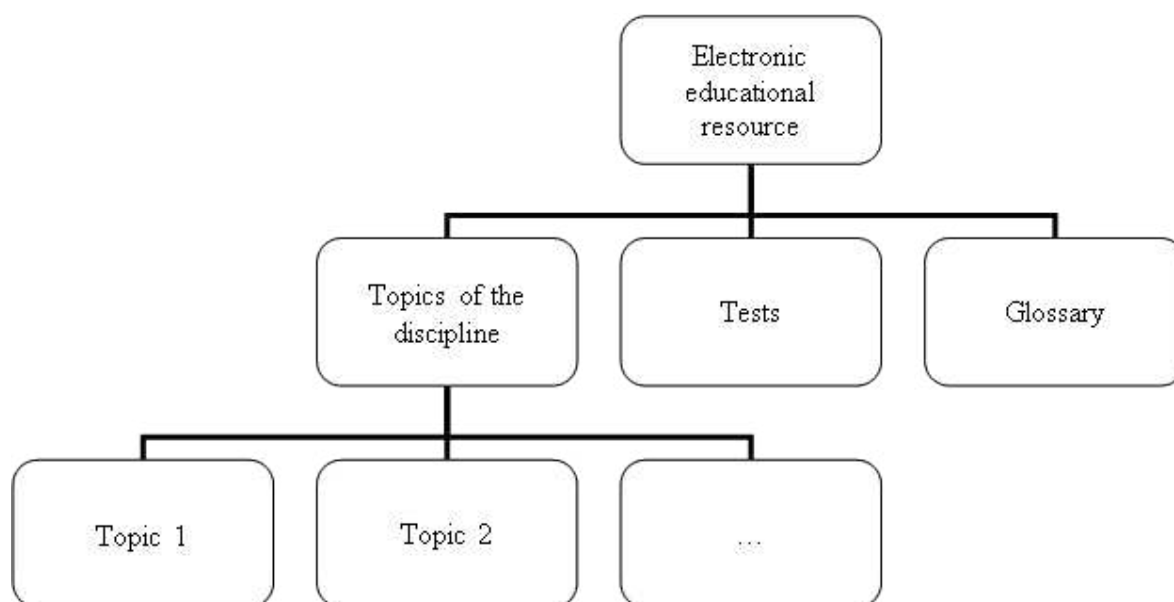 Electronic
educational
resource
Topics of the
discipline
Tests
Glossary
Topic 1
Topic 2
...